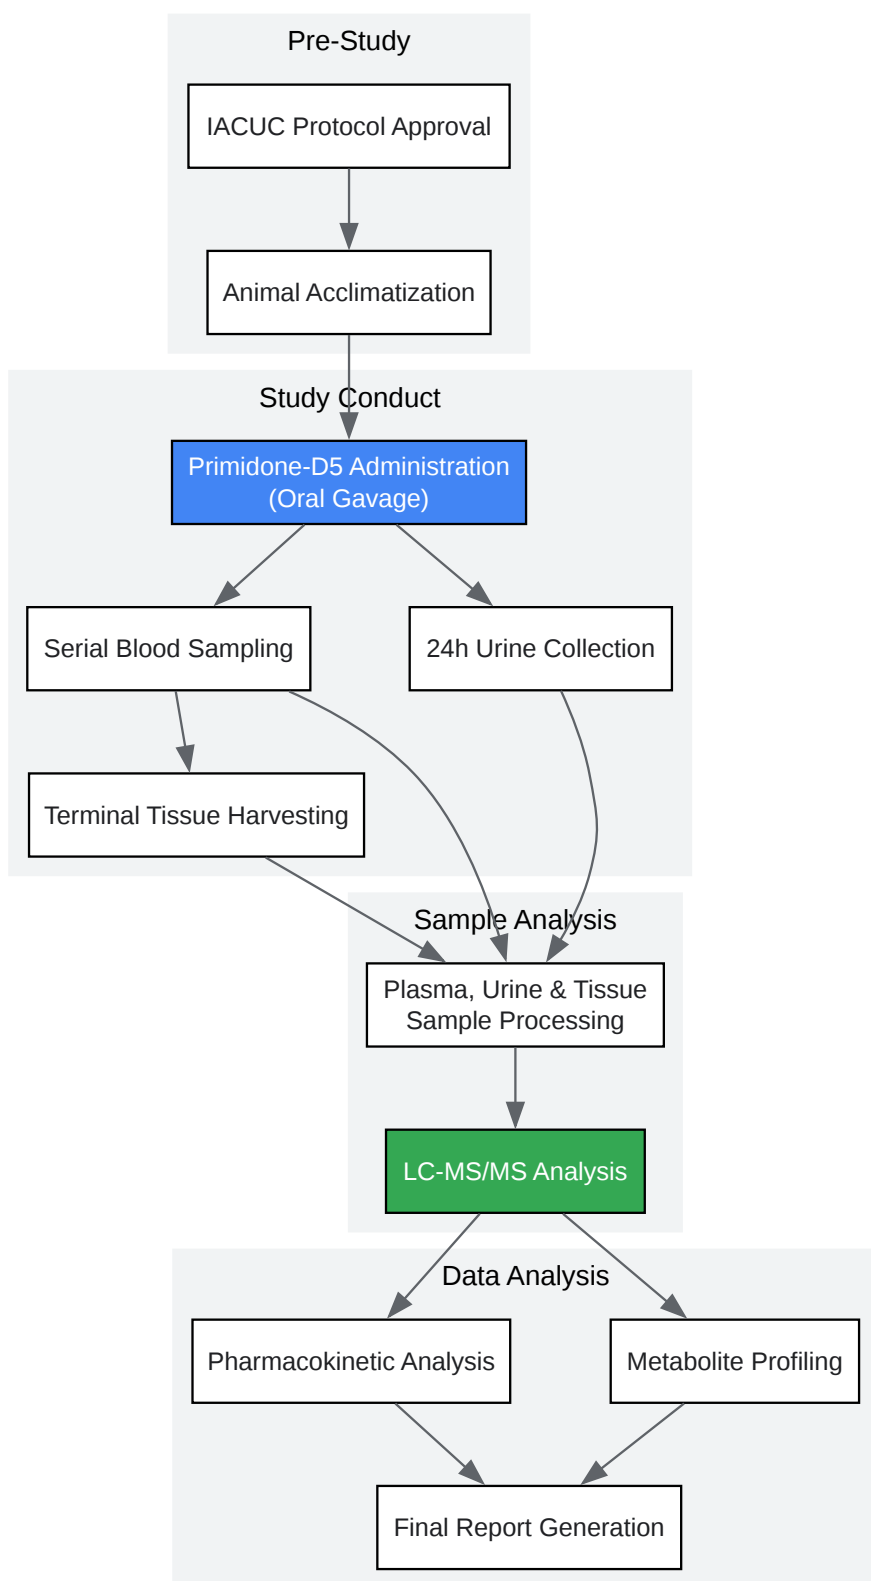 Pre-Study
IACUC Protocol Approval
Animal Acclimatization
Study Conduct
Primidone-D5 Administration
(Oral Gavage)
Serial Blood Sampling
24h Urine Collection
Terminal Tissue Harvesting
Sample Analysis
Plasma, Urine & Tissue
Sample Processing
LC-MS/MS Analysis
Data Analysis
Pharmacokinetic Analysis
Metabolite Profiling
Final Report Generation